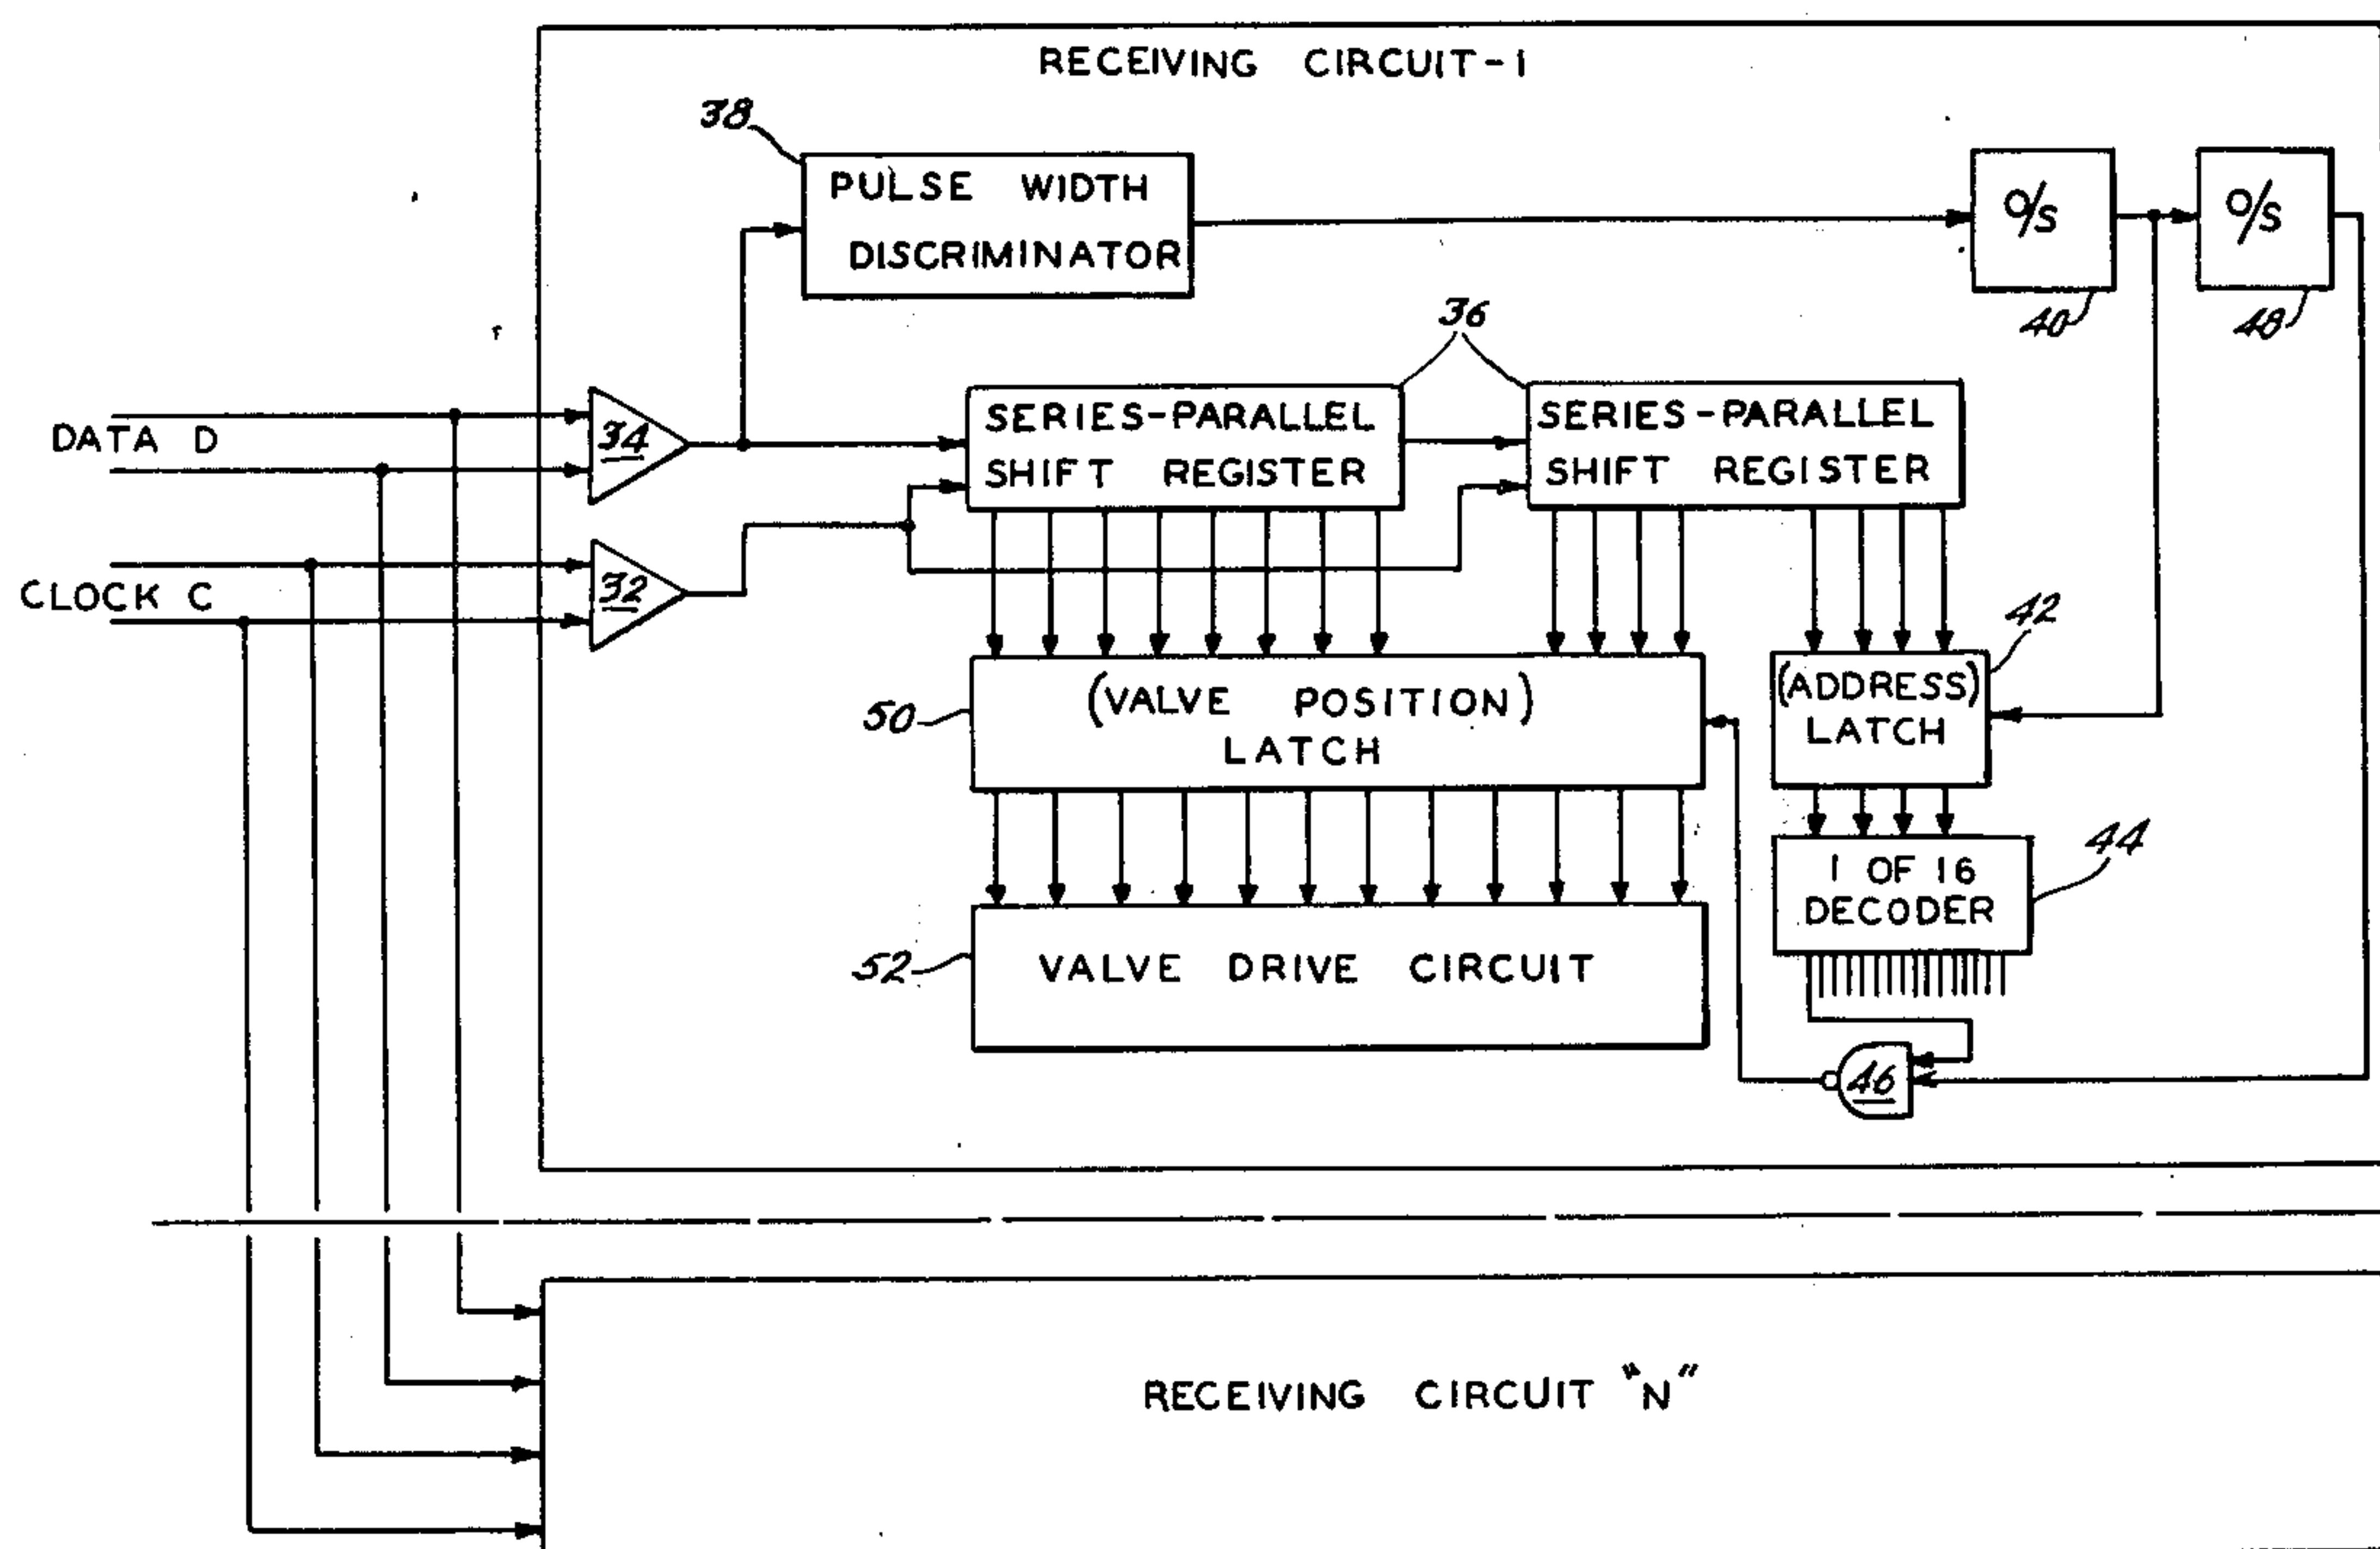 RECEIVING CIRCUIT-1
38
PULSE WIDTH
DISCRIMINATOR
O/S
O/S
40
48
36
DATA D
34
SERIES-PARALLEL
SHIFT REGISTER
SERIES-PARALLEL
SHIFT REGISTER
CLOCK C
32
42
50
(VALVE POSITION)
LATCH
(ADDRESS)
LATCH
44
1 OF 16
DECODER
52
VALVE DRIVE CIRCUIT
46
RECEIVING CIRCUIT "N"